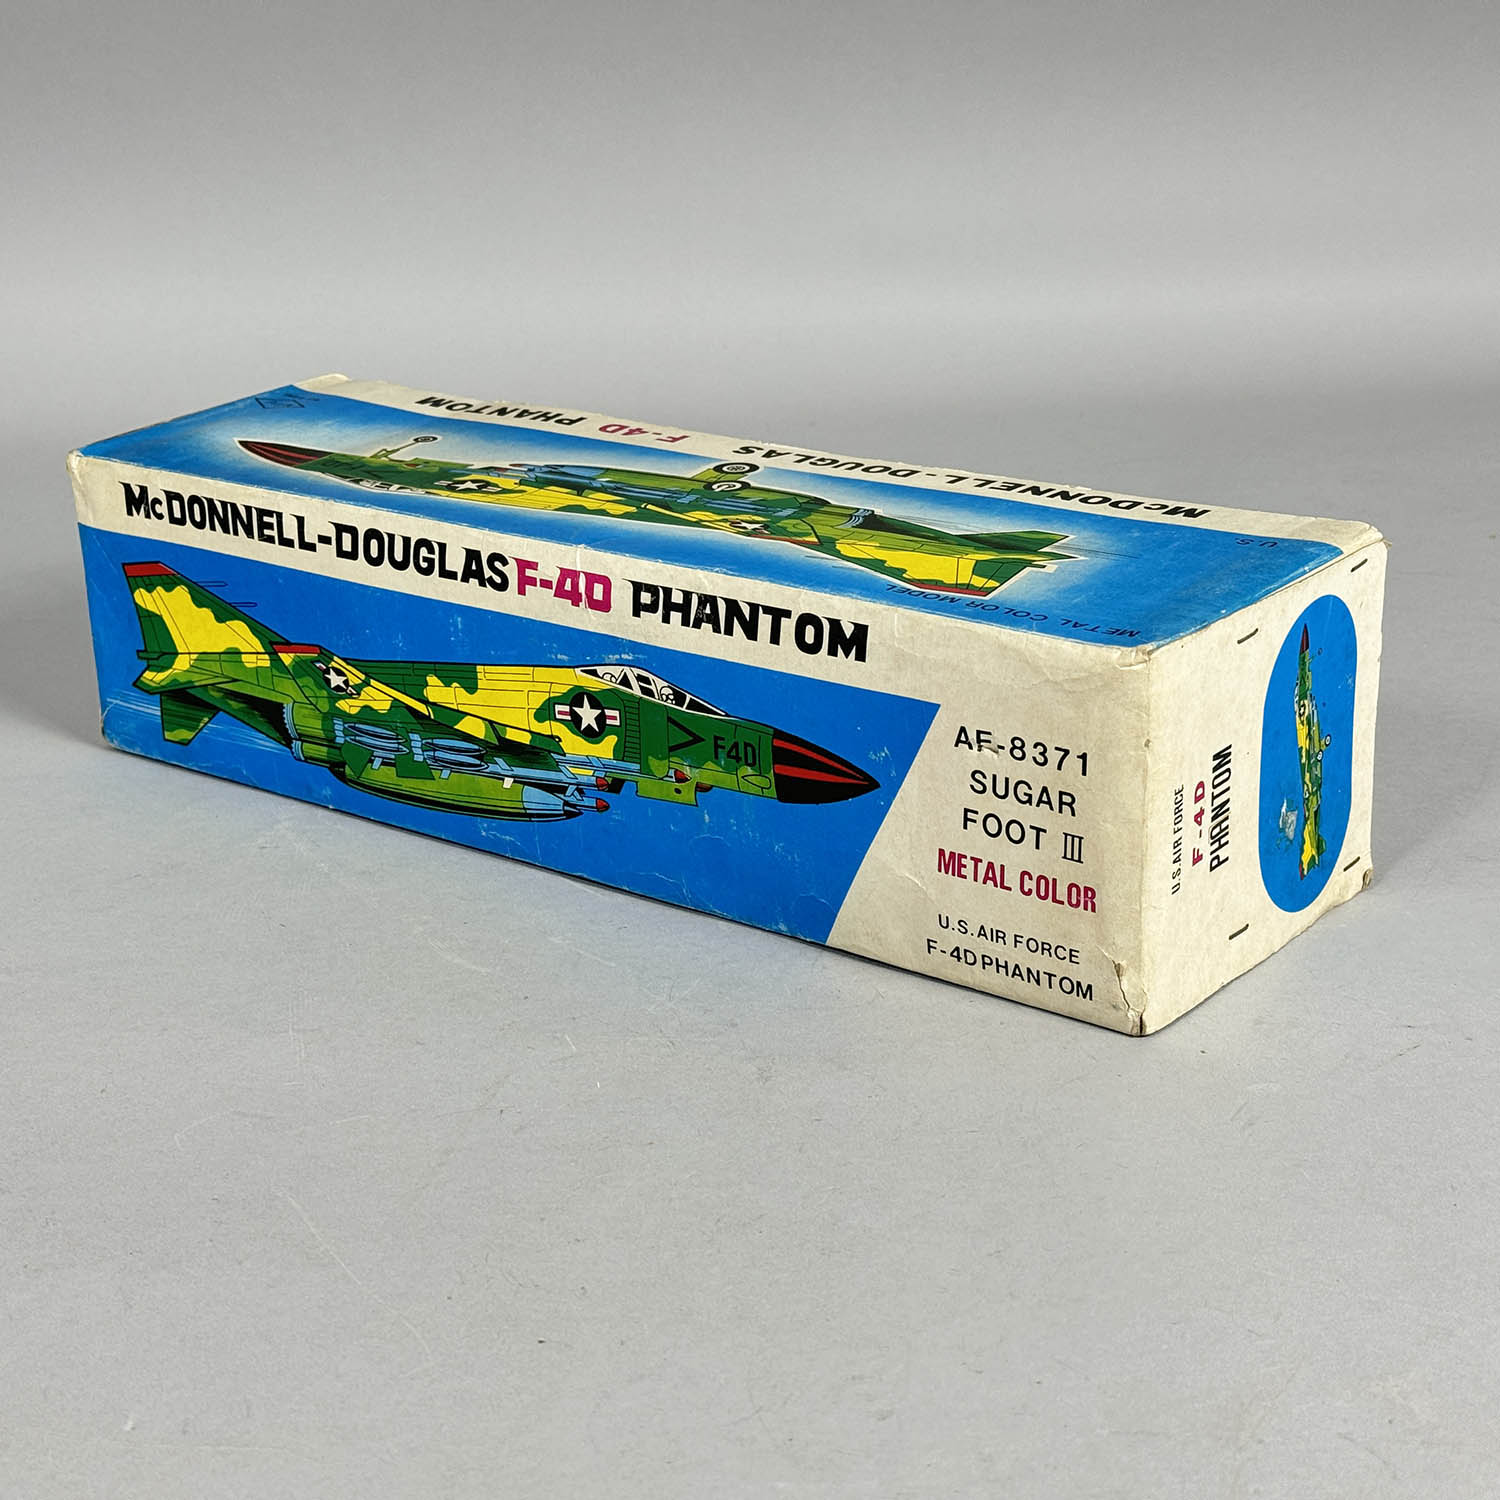 McDONNELL-DOUGLAS F-4D PHANTOM
U.S.
METAL COLOR MODEL
McDONNELL-DOUGLAS F-4D PHANTOM
F4D
AF-8371
SUGAR
FOOT III
METAL COLOR
U.S.AIR FORCE
F-4D PHANTOM
U.S.AIR FORCE
F-4D
PHANTOM